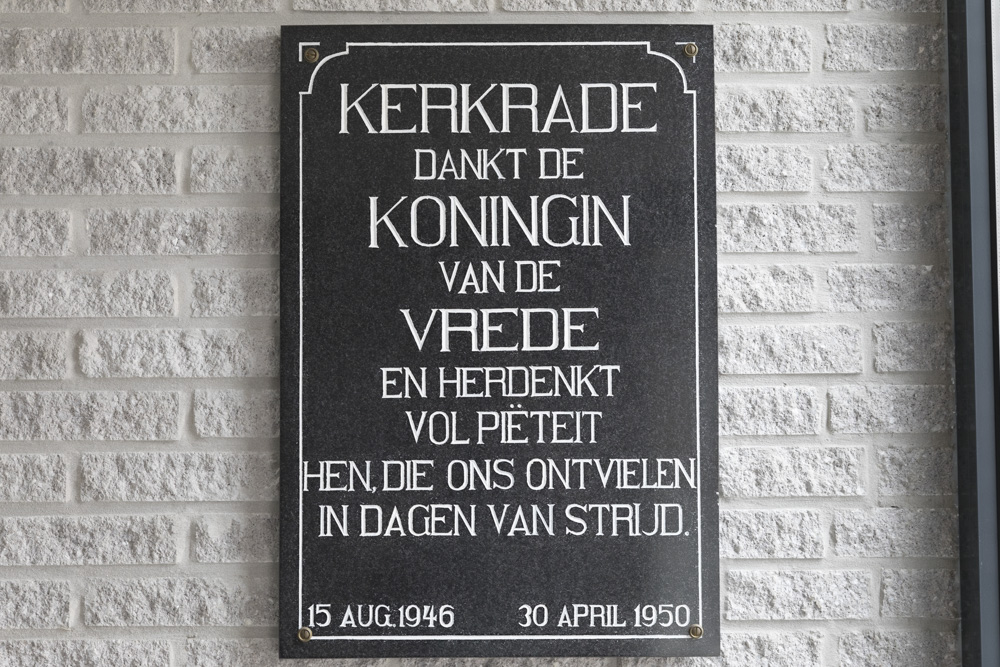 KERKRADE
DANKT DE
KONINGIN
VAN DE
VREDE
EN HERDENKT
VOL PIËTEIT
HEN, DIE ONS ONTVIELEN
IN DAGEN VAN STRIJD.
15 AUG. 1946 30 APRIL 1950